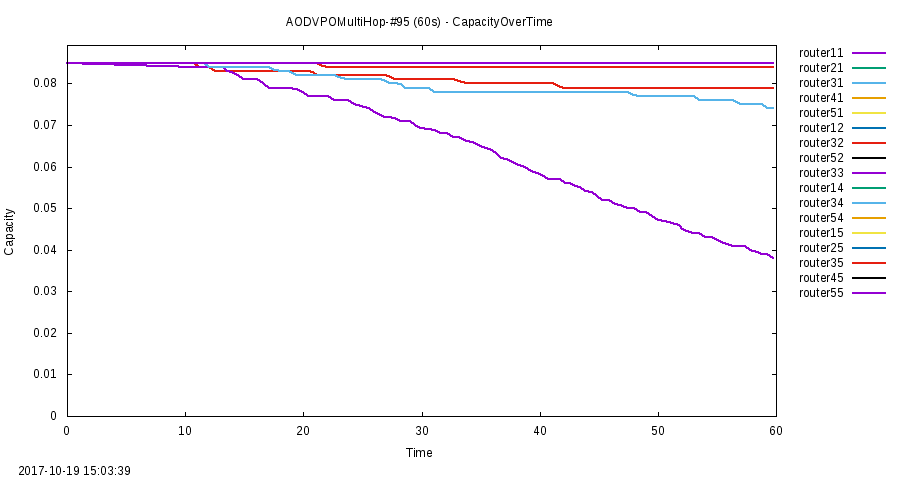 AODVPOMultiHop-#95 (60s) - CapacityOverTime
router11
router21
router31
router41
router51
router12
router32
router52
router33
router14
router34
router54
router15
router25
router35
router45
router55
0.08
0.07
0.06
0.05
0.04
0.03
0.02
0.01
0
Capacity
0 10 20 30 40 50 60
Time
2017-10-19 15:03:39